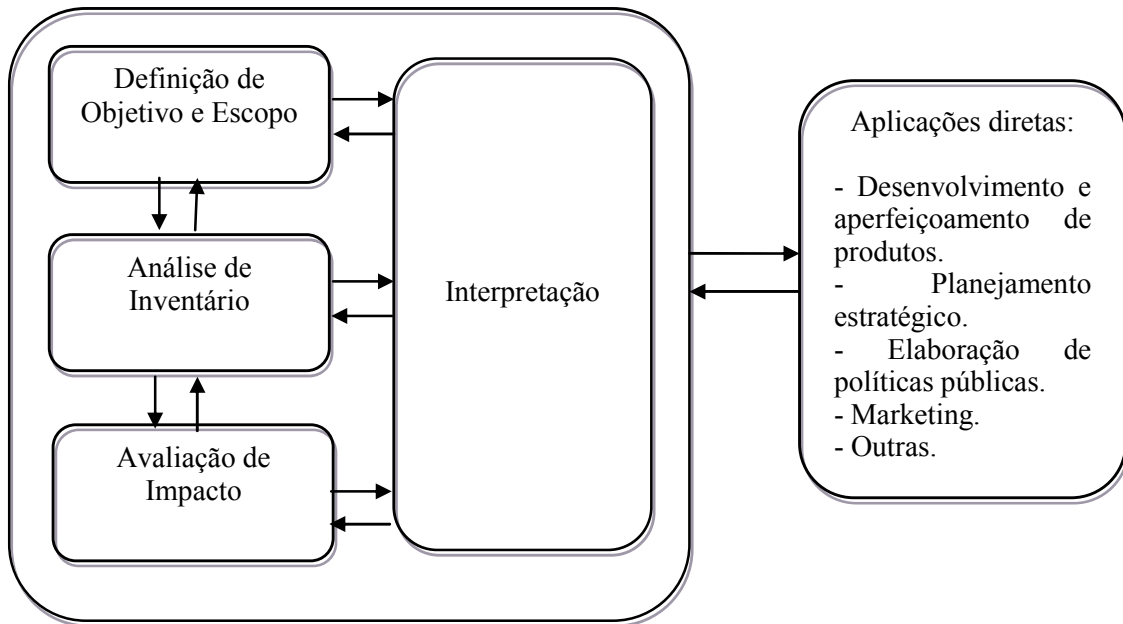 Definição de
Objetivo e Escopo
Análise de
Inventário
Avaliação de
Impacto
Interpretação
Aplicações diretas:
- Desenvolvimento e
aperfeiçoamento de
produtos.
- Planejamento
estratégico.
- Elaboração de
políticas públicas.
- Marketing.
- Outras.